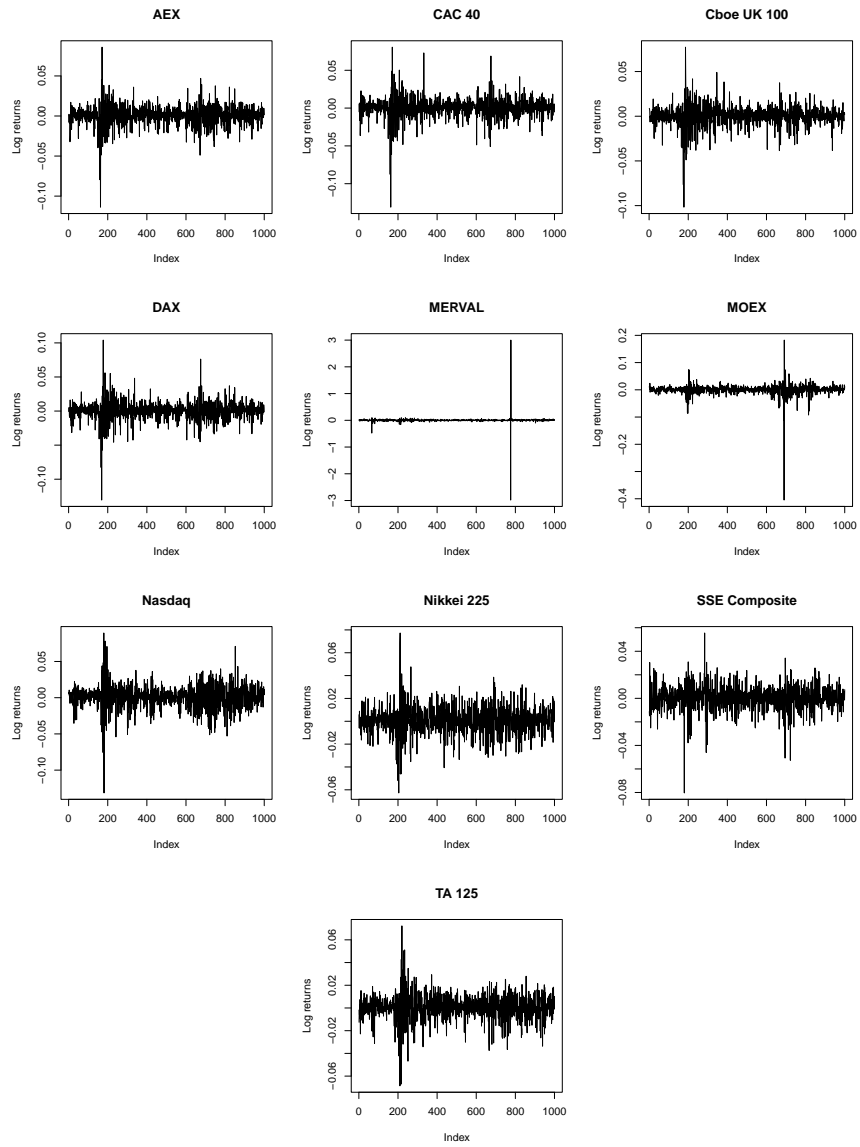 AEX
Log returns
0.05
0.00
−0.05
−0.10
0 200 400 600 800 1000
Index
CAC 40
Log returns
0.05
0.00
−0.05
−0.10
0 200 400 600 800 1000
Index
Cboe UK 100
Log returns
0.05
0.00
−0.05
−0.10
0 200 400 600 800 1000
Index
DAX
Log returns
0.10
0.05
0.00
−0.10
0 200 400 600 800 1000
Index
MERVAL
Log returns
3
2
1
0
−1
−2
−3
0 200 400 600 800 1000
Index
MOEX
Log returns
0.2
0.0
−0.2
−0.4
0 200 400 600 800 1000
Index
Nasdaq
Log returns
0.05
0.00
−0.05
−0.10
0 200 400 600 800 1000
Index
Nikkei 225
Log returns
0.06
0.02
−0.02
−0.06
0 200 400 600 800 1000
Index
SSE Composite
Log returns
0.04
0.00
−0.04
−0.08
0 200 400 600 800 1000
Index
TA 125
Log returns
0.06
0.02
−0.02
−0.06
0 200 400 600 800 1000
Index